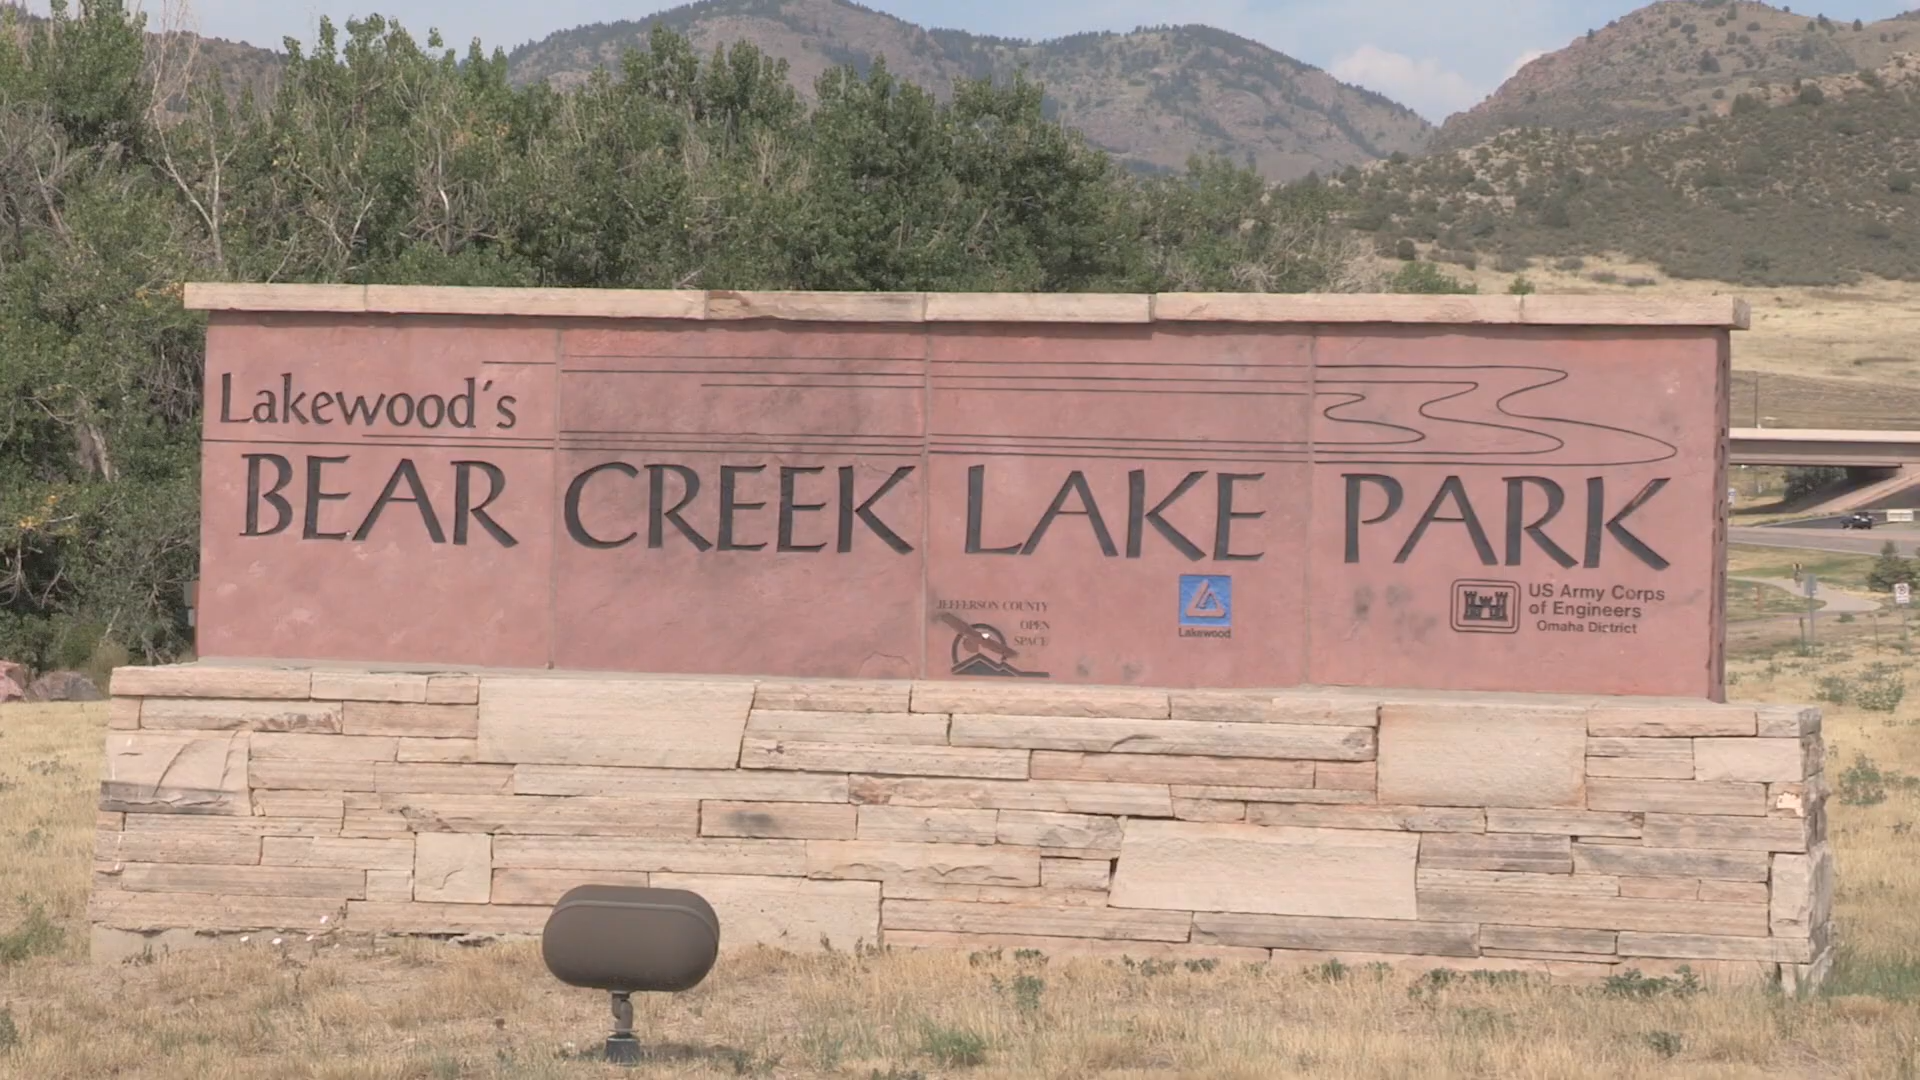 Lakewood's
BEAR CREEK LAKE PARK
JEFFERSON COUNTY
OPEN
SPACE
Lakewood
US Army Corps
of Engineers
Omaha District